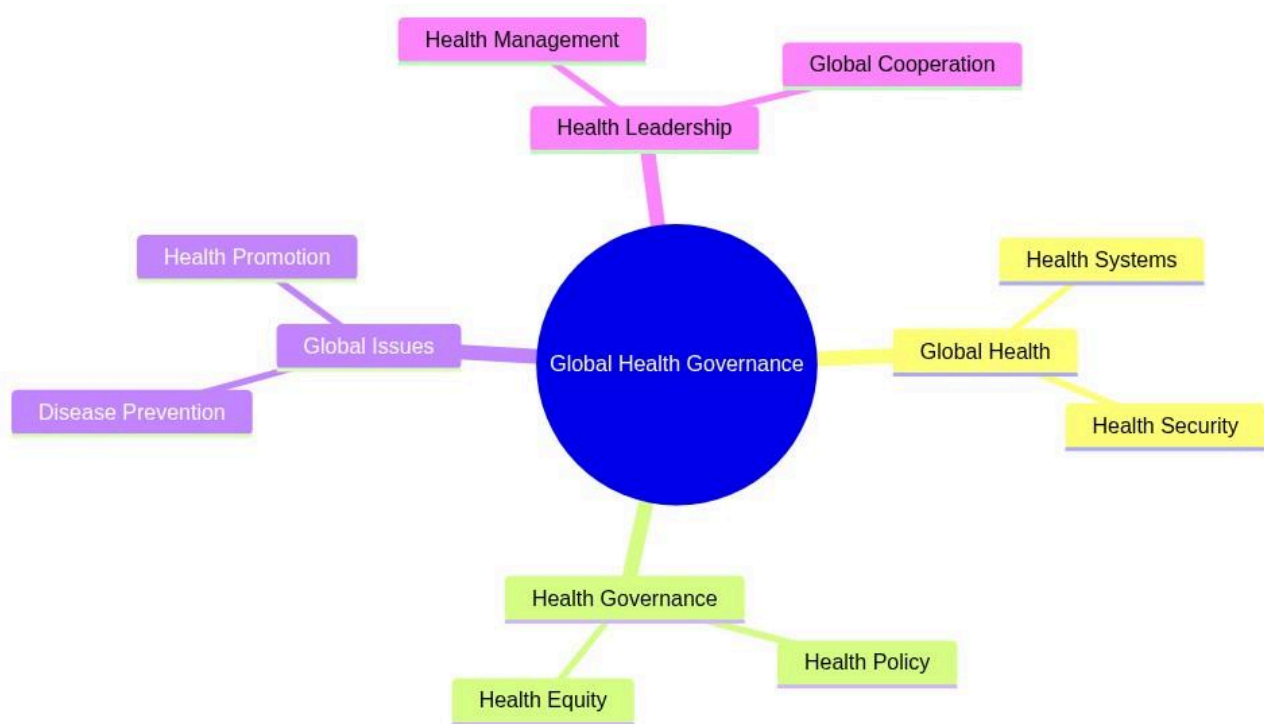 Health Management
Global Cooperation
Health Leadership
Health Promotion
Health Systems
Global Issues
Global Health Governance
Global Health
Disease Prevention
Health Security
Health Governance
Health Policy
Health Equity